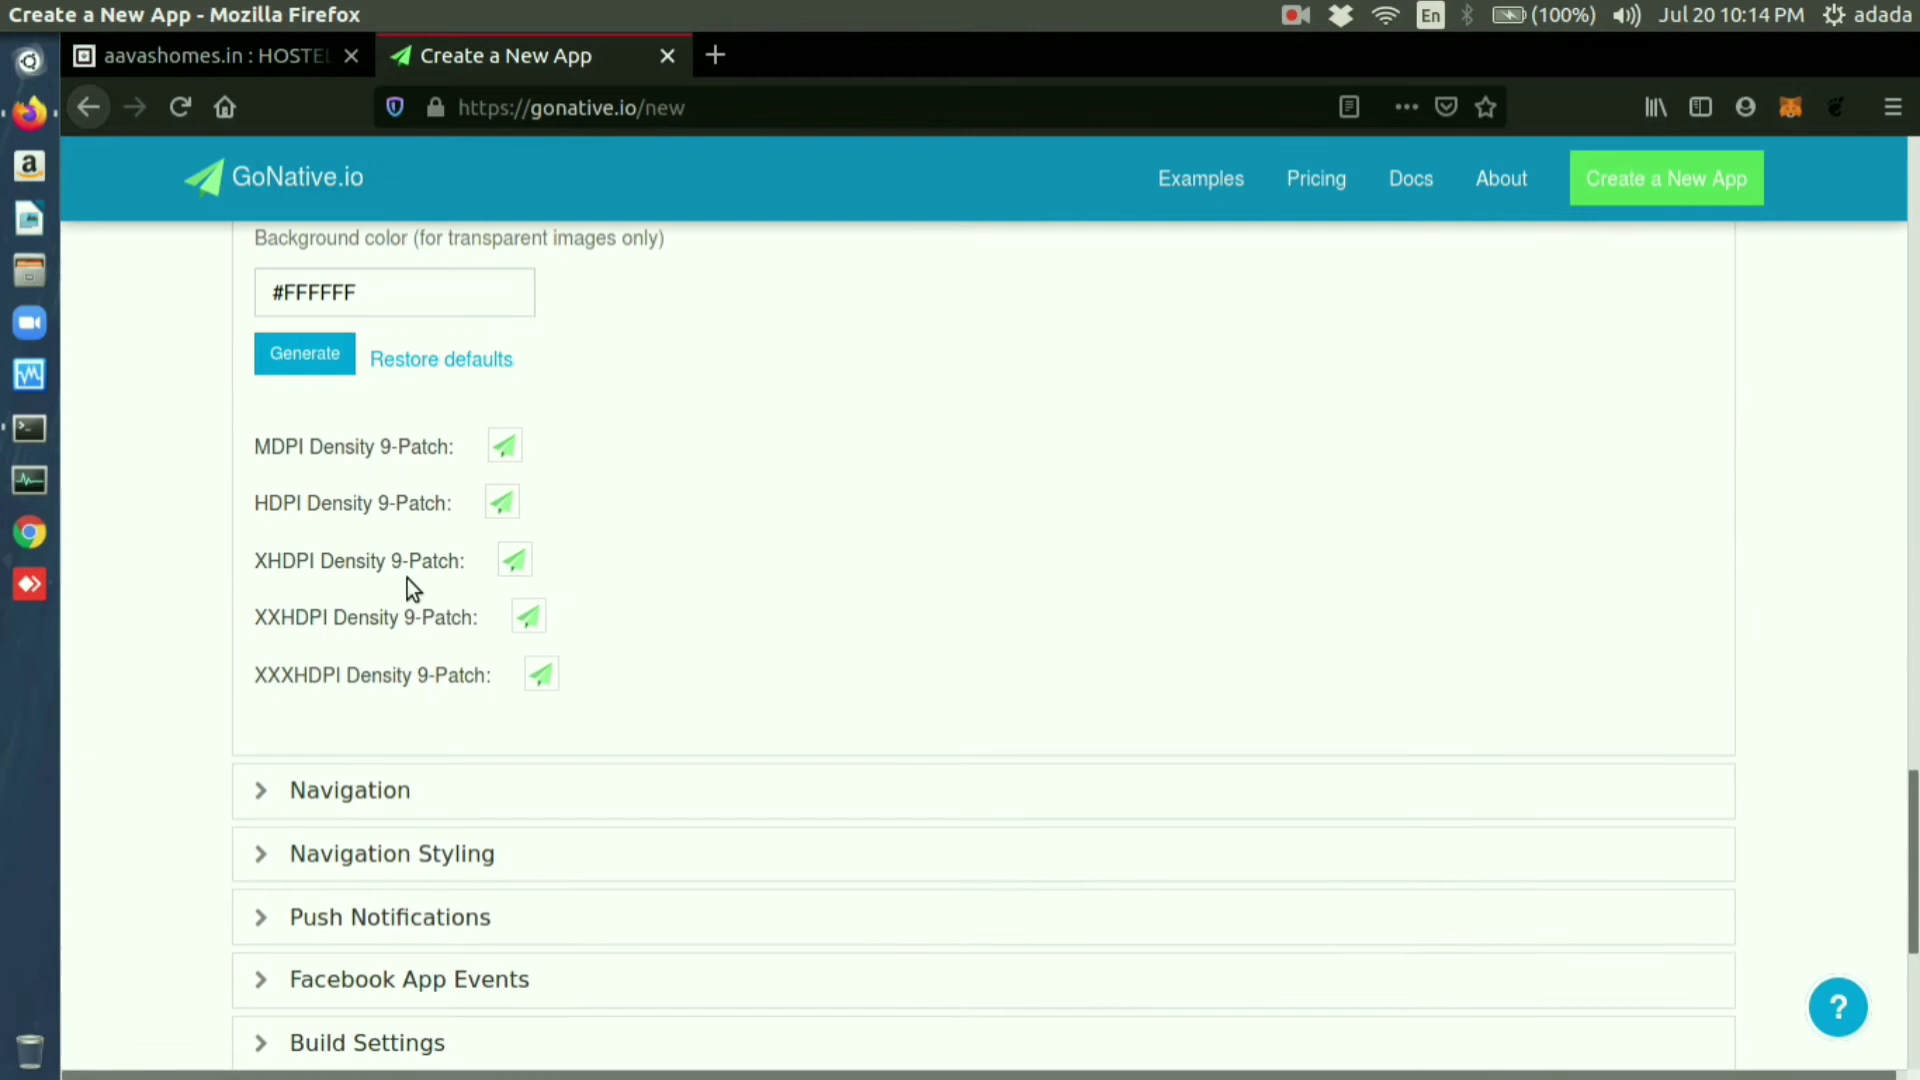 Create a New App - Mozilla Firefox
En
(100%)
Jul 20 10:14 PM
adada
aavashomes.in : HOSTEL
Create a New App
https://gonative.io/new
GoNative.io
Examples
Pricing
Docs
About
Create a New App
Background color (for transparent images only)
#FFFFFF
Generate
Restore defaults
MDPI Density 9-Patch:
HDPI Density 9-Patch:
XHDPI Density 9-Patch:
XXHDPI Density 9-Patch:
XXXHDPI Density 9-Patch:
Navigation
Navigation Styling
Push Notifications
Facebook App Events
Build Settings
?